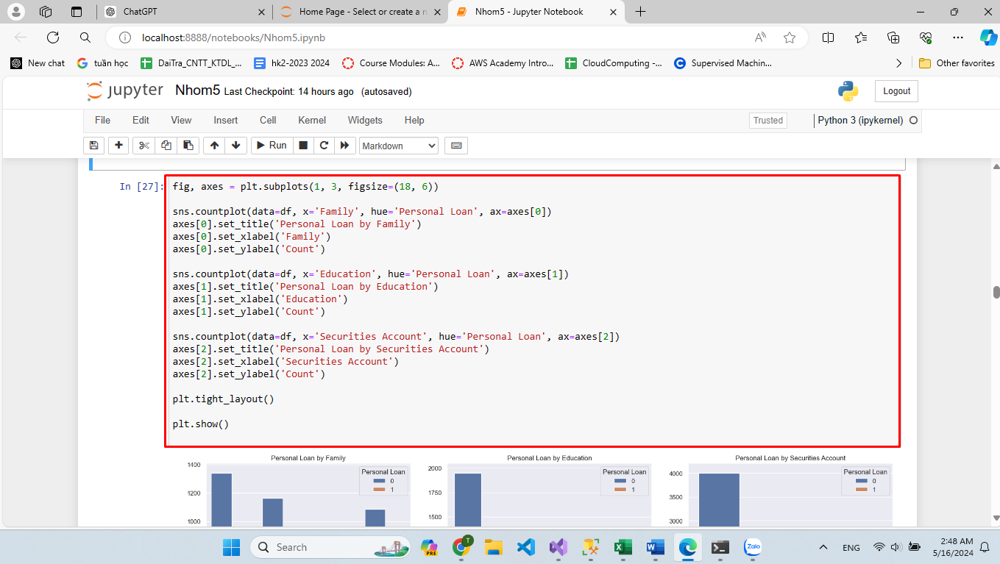 ChatGPT
Home Page - Select or create a n
Nhom5 - Jupyter Notebook
localhost:8888/notebooks/Nhom5.ipynb
New chat
tuần học
DaiTra_CNTT_KTDL_...
hk2-2023 2024
Course Modules: A...
AWS Academy Intro...
CloudComputing -...
Supervised Machin...
Other favorites
jupyter Nhom5 Last Checkpoint: 14 hours ago (autosaved)
Logout
File Edit View Insert Cell Kernel Widgets Help
Trusted
Python 3 (ipykernel)
Run
Markdown
In [27]:
fig, axes = plt.subplots(1, 3, figsize=(18, 6))
sns.countplot(data=df, x='Family', hue='Personal Loan', ax=axes[0])
axes[0].set_title('Personal Loan by Family')
axes[0].set_xlabel('Family')
axes[0].set_ylabel('Count')
sns.countplot(data=df, x='Education', hue='Personal Loan', ax=axes[1])
axes[1].set_title('Personal Loan by Education')
axes[1].set_xlabel('Education')
axes[1].set_ylabel('Count')
sns.countplot(data=df, x='Securities Account', hue='Personal Loan', ax=axes[2])
axes[2].set_title('Personal Loan by Securities Account')
axes[2].set_xlabel('Securities Account')
axes[2].set_ylabel('Count')
plt.tight_layout()
plt.show()
Personal Loan by Family
1400
1200
1000
Personal Loan
0
1
Personal Loan by Education
2000
1750
1500
Personal Loan
0
1
Personal Loan by Securities Account
4000
3500
3000
Personal Loan
0
1
Search
PRE
T
Zalo
ENG
2:48 AM
5/16/2024